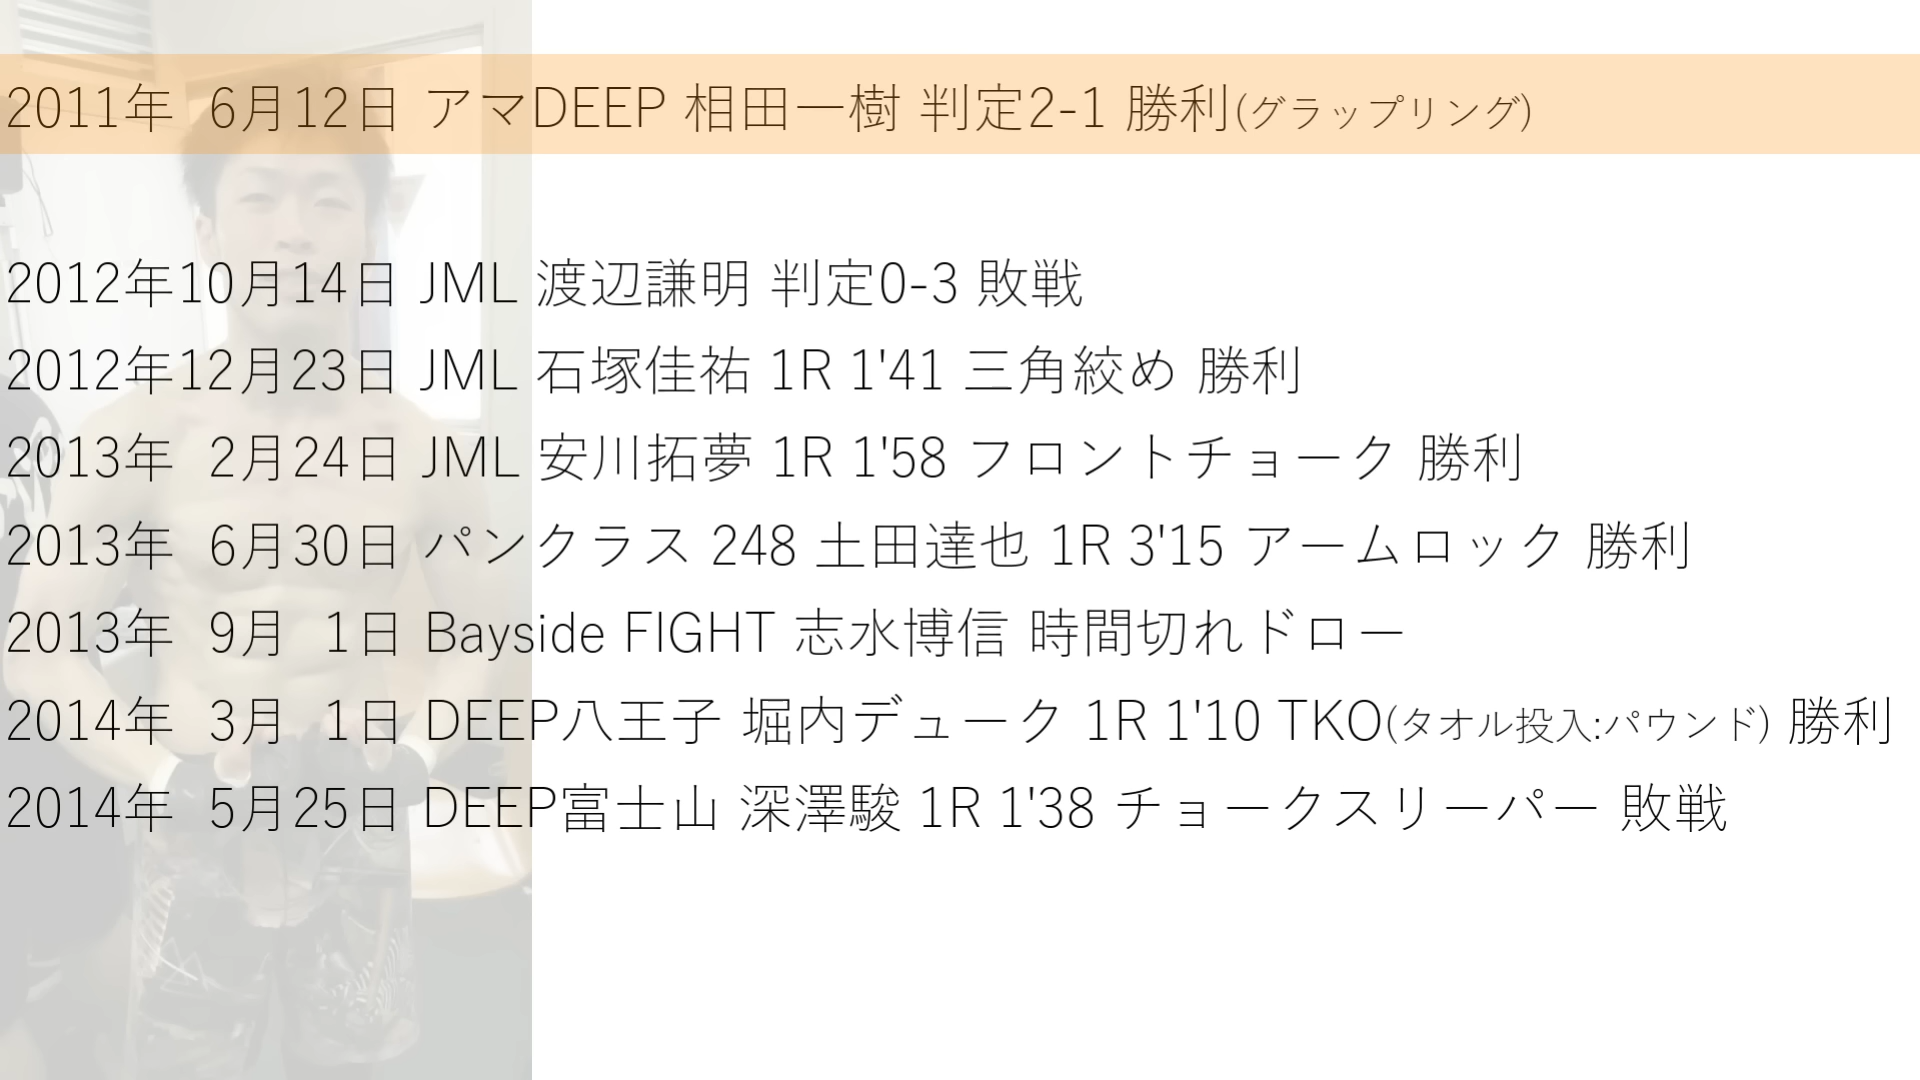 2011年 6月12日 アマDEEP 相田一樹 判定2-1 勝利(グラップリング)
2012年10月14日 JML 渡辺謙明 判定0-3 敗戦
2012年12月23日 JML 石塚佳祐 1R 1'41 三角絞め 勝利
2013年 2月24日 JML 安川拓夢 1R 1'58 フロントチョーク 勝利
2013年 6月30日 パンクラス 248 土田達也 1R 3'15 アームロック 勝利
2013年 9月 1日 Bayside FIGHT 志水博信 時間切れドロー
2014年 3月 1日 DEEP八王子 堀内デューク 1R 1'10 TKO(タオル投入:パウンド) 勝利
2014年 5月25日 DEEP富士山 深澤駿 1R 1'38 チョークスリーパー 敗戦